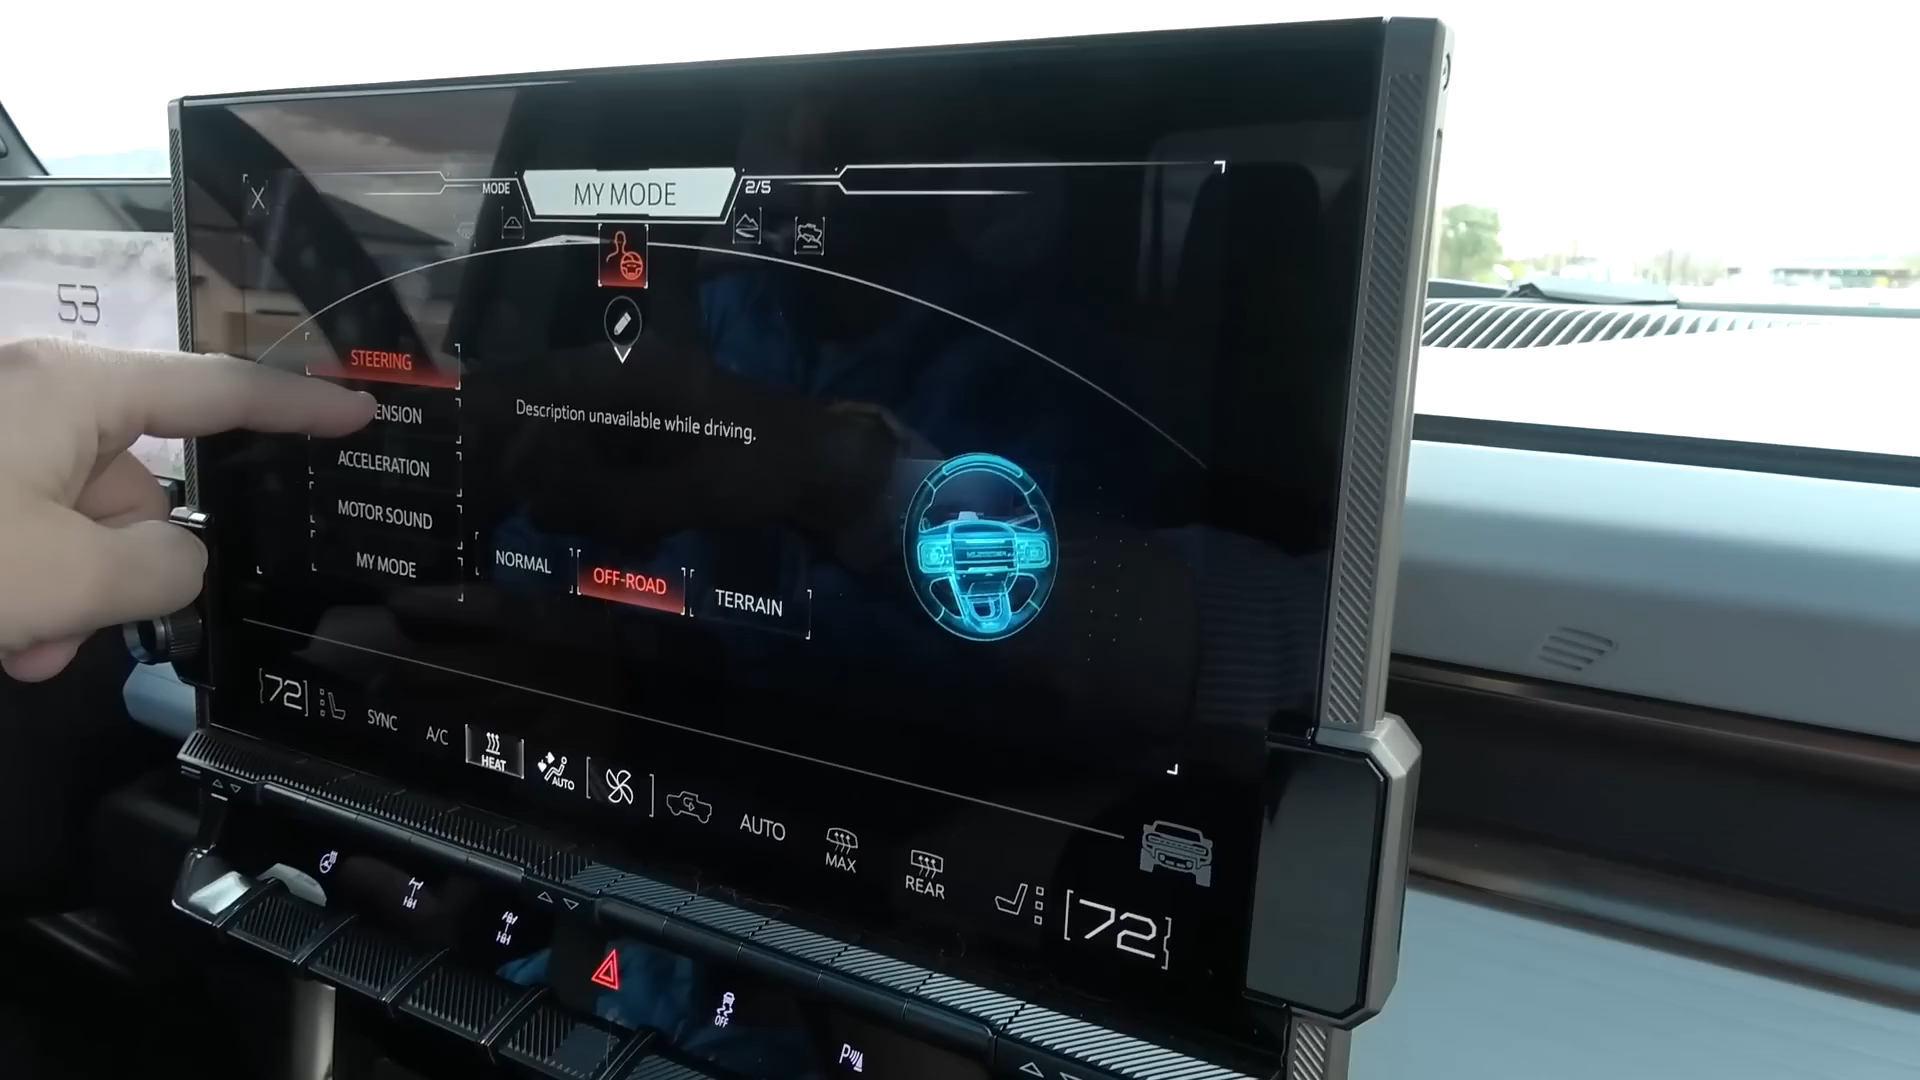 MODE
MY MODE
2/5
53
STEERING
ENSION
ACCELERATION
MOTOR SOUND
MY MODE
Description unavailable while driving.
NORMAL
OFF-ROAD
TERRAIN
72
SYNC
A/C
HEAT
AUTO
AUTO
MAX
REAR
72
OFF
P